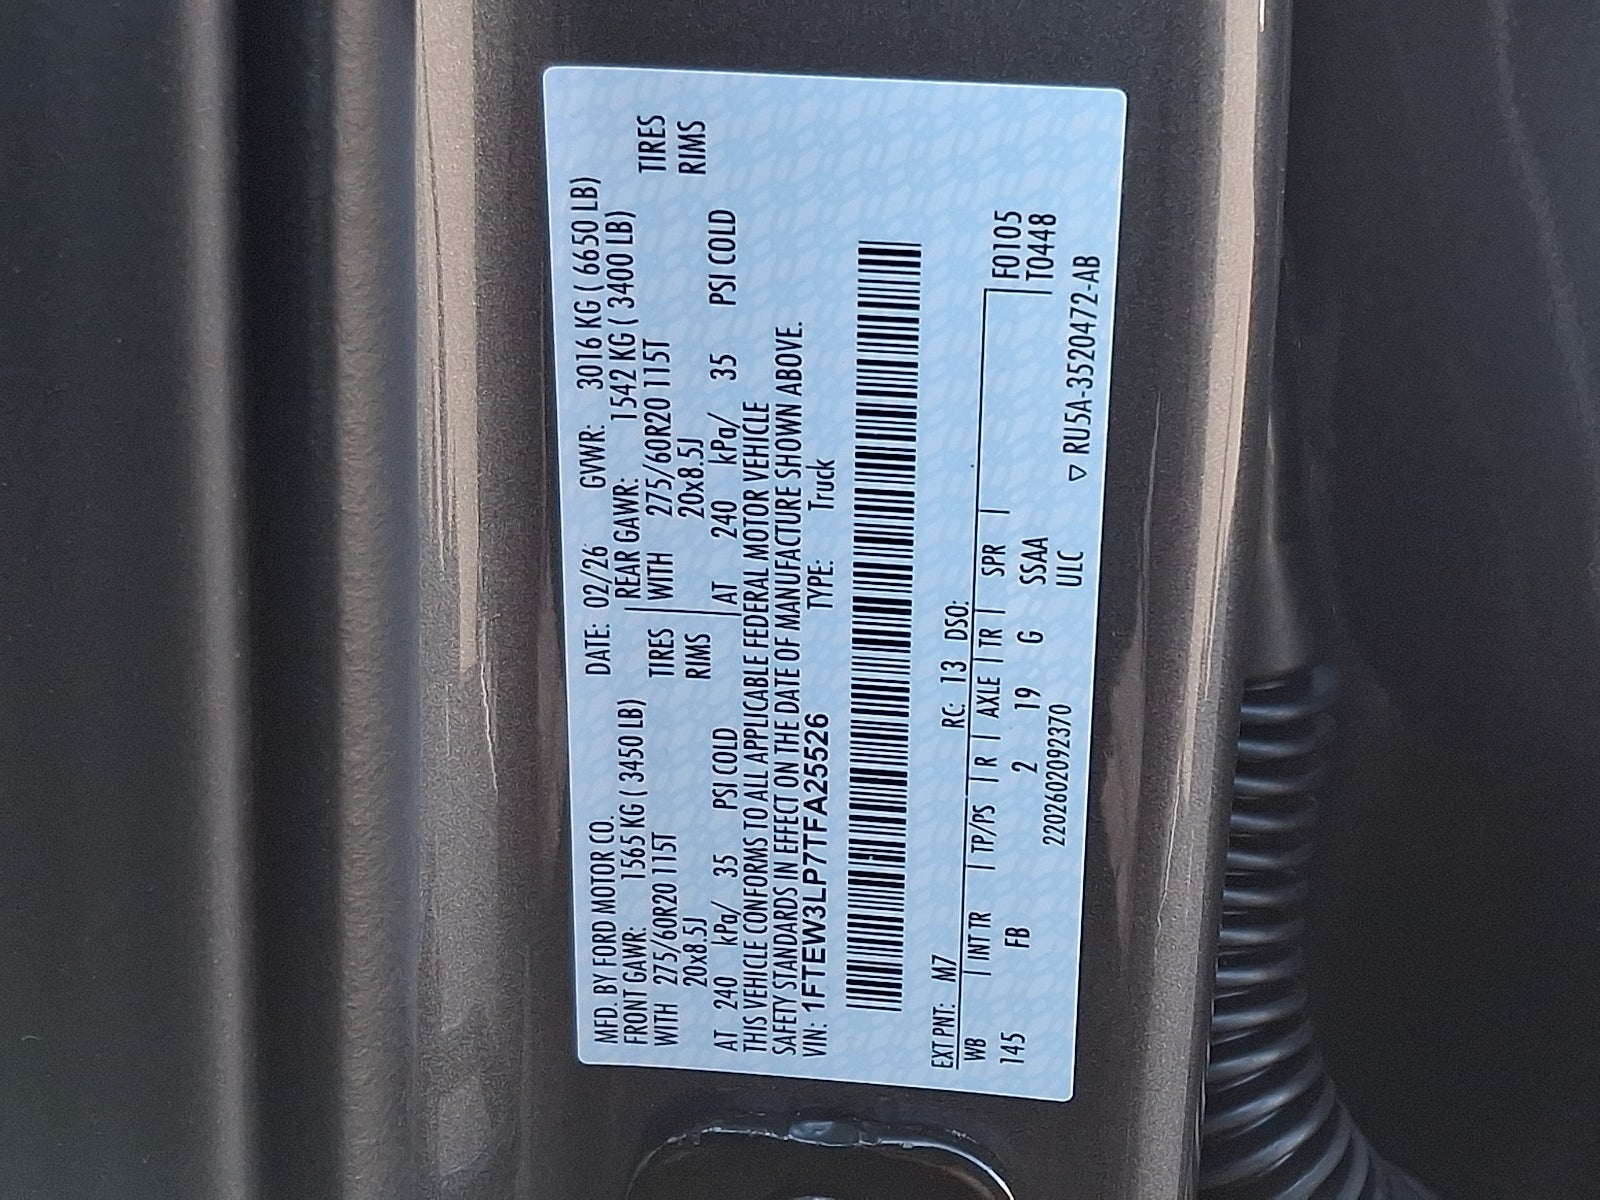 MFD. BY FORD MOTOR CO. DATE: 02/26 GVWR: 3016 KG ( 6650 LB)
FRONT GAWR: 1565 KG ( 3450 LB) REAR GAWR: 1542 KG ( 3400 LB)
WITH 275/60R20 115T TIRES WITH 275/60R20 115T TIRES
20x8.5J RIMS 20x8.5J RIMS
AT 240 kPa/ 35 PSI COLD AT 240 kPa/ 35 PSI COLD
THIS VEHICLE CONFORMS TO ALL APPLICABLE FEDERAL MOTOR VEHICLE
SAFETY STANDARDS IN EFFECT ON THE DATE OF MANUFACTURE SHOWN ABOVE.
VIN: 1FTEW3LP7TFA25526 TYPE: Truck
EXT PNT: M7 RC: 13 DSO:
WB INT TR TP/PS R AXLE TR SPR F0105
145 FB 2 19 G SSAA T0448
2202602092370 ULC ▽ RU5A-3520472-AB